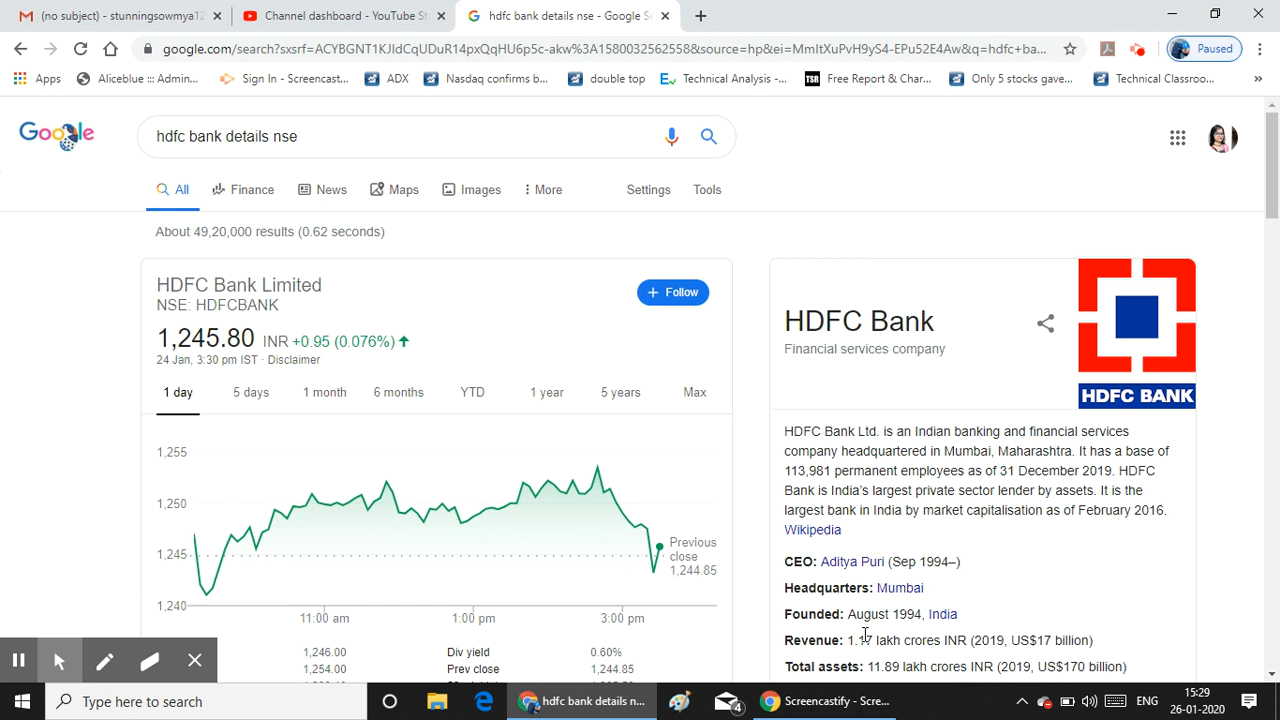 (no subject) - stunningsowmya12
Channel dashboard - YouTube St
hdfc bank details nse - Google Se
google.com/search?sxsrf=ACYBGNT1KJIdCqUDuR14pxQqHU6p5c-akw%3A1580032562558&source=hp&ei=MmItXuPvH9yS4-EPu52E4Aw&q=hdfc+ba...
Paused
Apps
Aliceblue ::: Admin...
Sign In - Screencast...
ADX
Nasdaq confirms b...
double top
Technical Analysis -...
TSR
Free Report & Char...
Only 5 stocks gave...
Technical Classroo...
»
Google
hdfc bank details nse
All
Finance
News
Maps
Images
More
Settings
Tools
About 49,20,000 results (0.62 seconds)
HDFC Bank Limited
NSE: HDFCBANK
+ Follow
1,245.80 INR +0.95 (0.076%)
24 Jan, 3:30 pm IST · Disclaimer
1 day
5 days
1 month
6 months
YTD
1 year
5 years
Max
1,255
1,250
1,245
1,240
Previous
close
1,244.85
11:00 am
1:00 pm
3:00 pm
1,246.00
Div yield
0.60%
1,254.00
Prev close
1,244.85
HDFC Bank
Financial services company
HDFC BANK
HDFC Bank Ltd. is an Indian banking and financial services
company headquartered in Mumbai, Maharashtra. It has a base of
113,981 permanent employees as of 31 December 2019. HDFC
Bank is India's largest private sector lender by assets. It is the
largest bank in India by market capitalisation as of February 2016.
Wikipedia
CEO: Aditya Puri (Sep 1994–)
Headquarters: Mumbai
Founded: August 1994, India
Revenue: 1.17 lakh crores INR (2019, US$17 billion)
Total assets: 11.89 lakh crores INR (2019, US$170 billion)
Type here to search
hdfc bank details n...
4
Screencastify - Scre...
ENG
15:29
26-01-2020